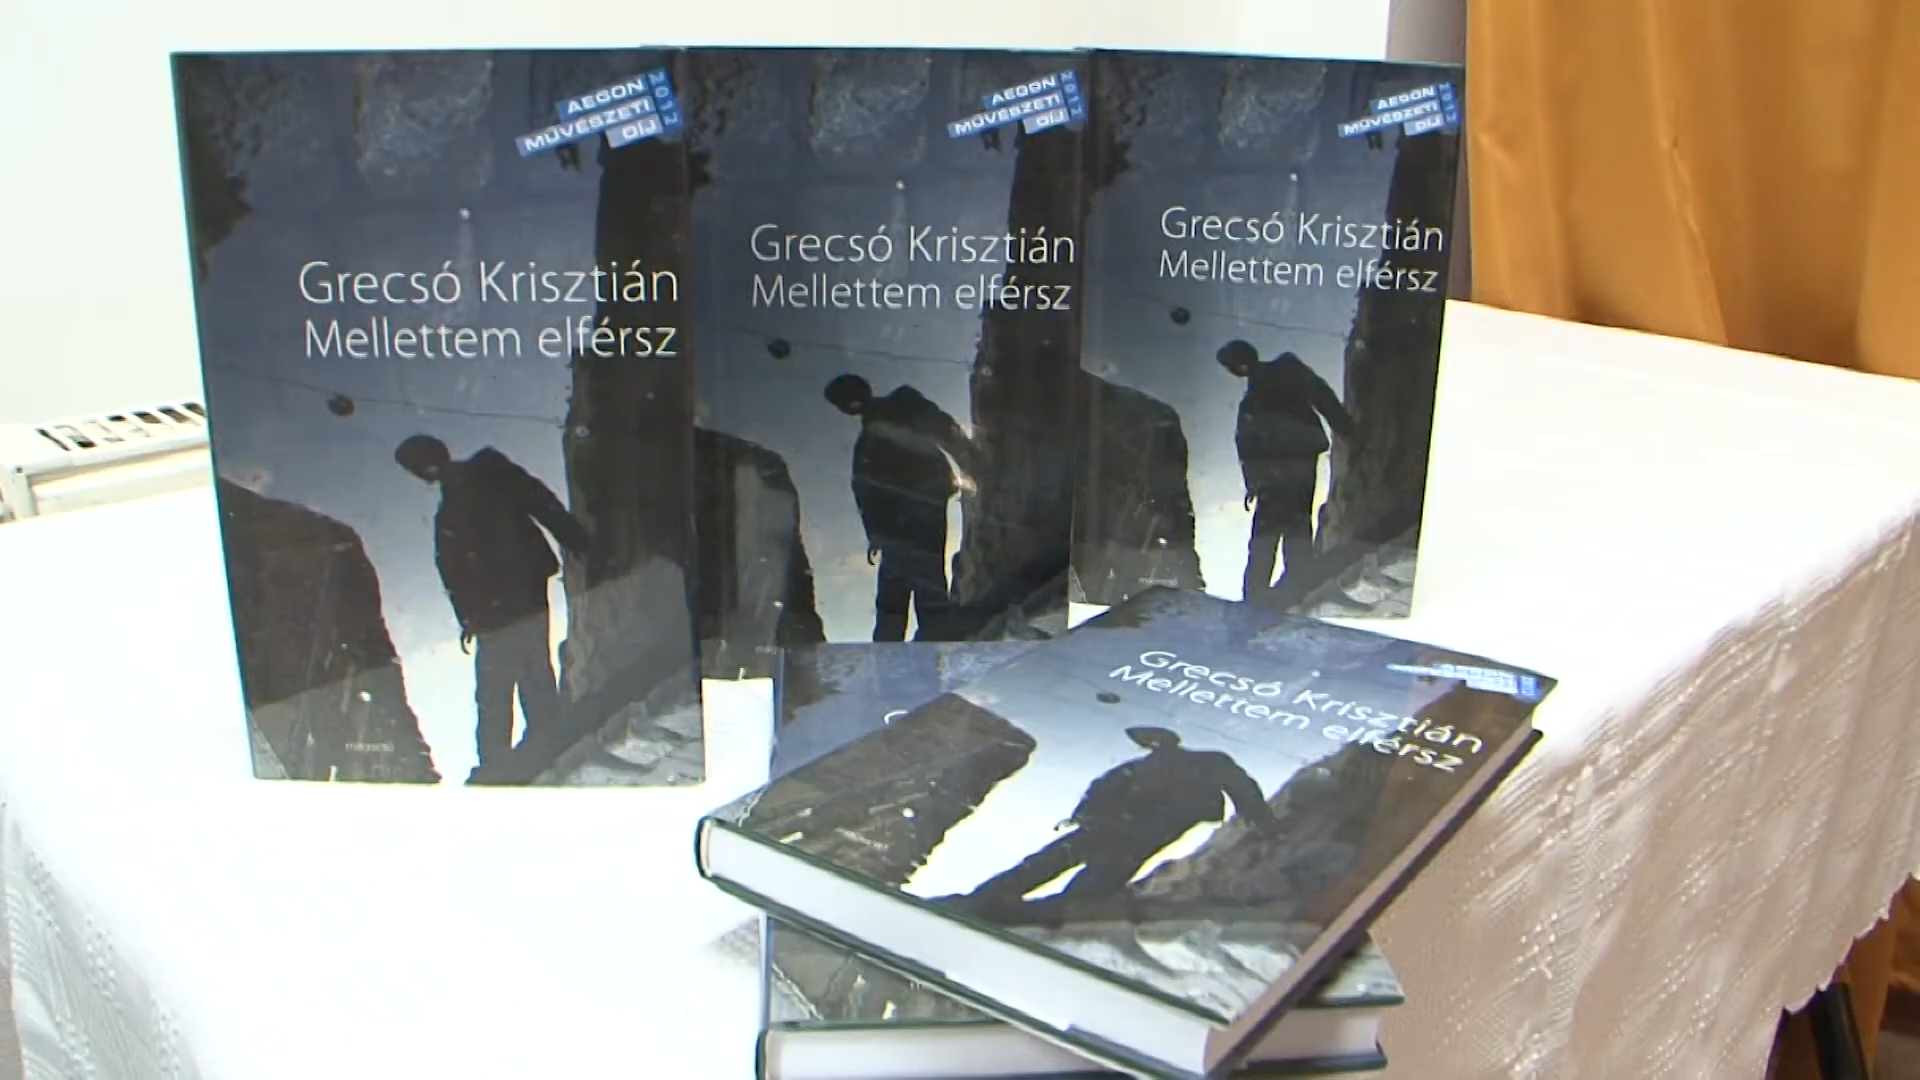 AEGON
MŰVÉSZETI
DÍJ
2012
Grecsó Krisztián
Mellettem elférsz
AEGON
MŰVÉSZETI
DÍJ
2012
Grecsó Krisztián
Mellettem elférsz
AEGON
MŰVÉSZETI
DÍJ
2012
Grecsó Krisztián
Mellettem elférsz
Grecsó Krisztián
Mellettem elférsz